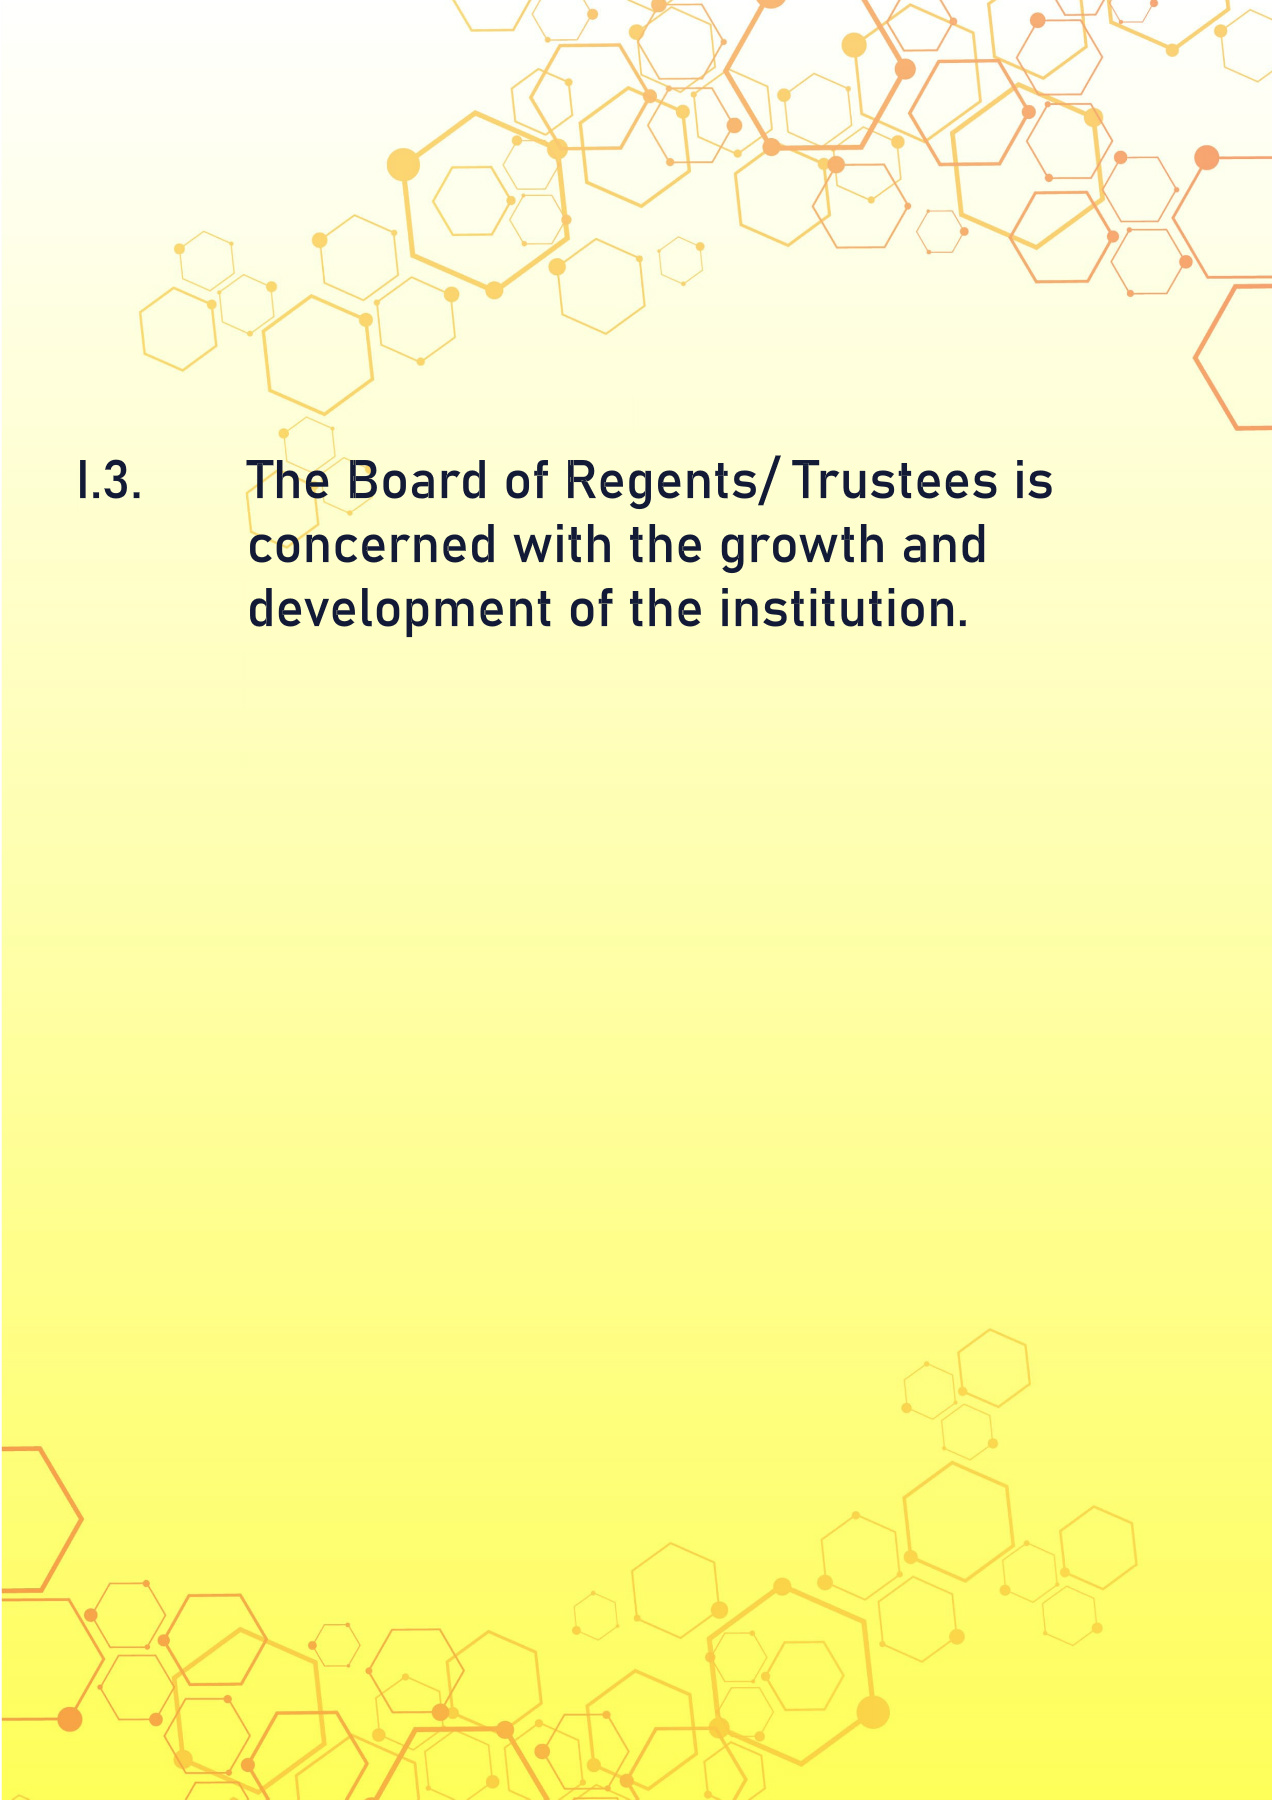 I.3. The Board of Regents/ Trustees is
concerned with the growth and
development of the institution.